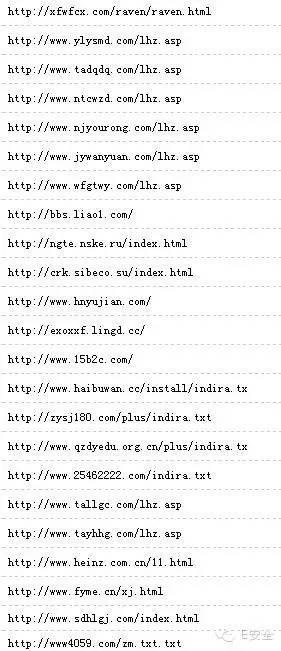 http://xfwfcx.com/raven/raven.html
http://www.ylysmd.com/lhz.asp
http://www.tadqdq.com/lhz.asp
http://www.ntcwzd.com/lhz.asp
http://www.njyourong.com/lhz.asp
http://www.jywanyuan.com/lhz.asp
http://www.wfgtwy.com/lhz.asp
http://bbs.liao1.com/
http://ngte.nske.ru/index.html
http://crk.sibeco.su/index.html
http://www.hnyujian.com/
http://exoxxf.lingd.cc/
http://www.15b2c.com/
http://www.haibuwan.cc/install/indira.tx
http://zysj180.com/plus/indira.txt
http://www.qzdyedu.org.cn/plus/indira.tx
http://www.25462222.com/indira.txt
http://www.tallgc.com/lhz.asp
http://www.tayhhg.com/lhz.asp
http://www.heinz.com.cn/11.html
http://www.fyme.cn/xj.html
http://www.sdhlgj.com/index.html
E安全
http://www4059.com/zm.txt.txt